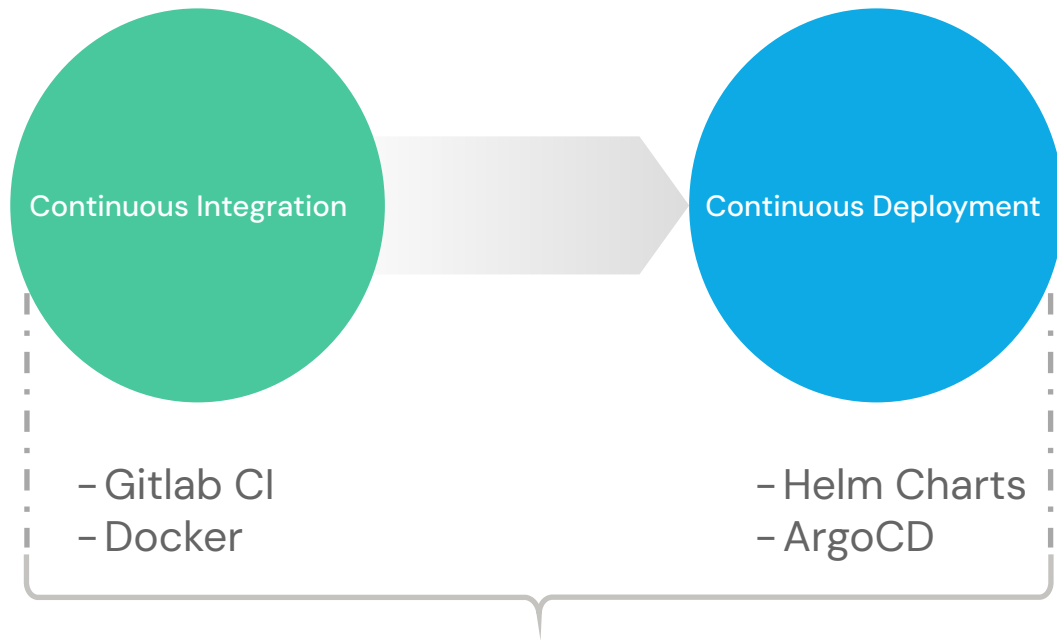 Continuous Integration
Continuous Deployment
- Gitlab CI
- Docker
- Helm Charts
- ArgoCD